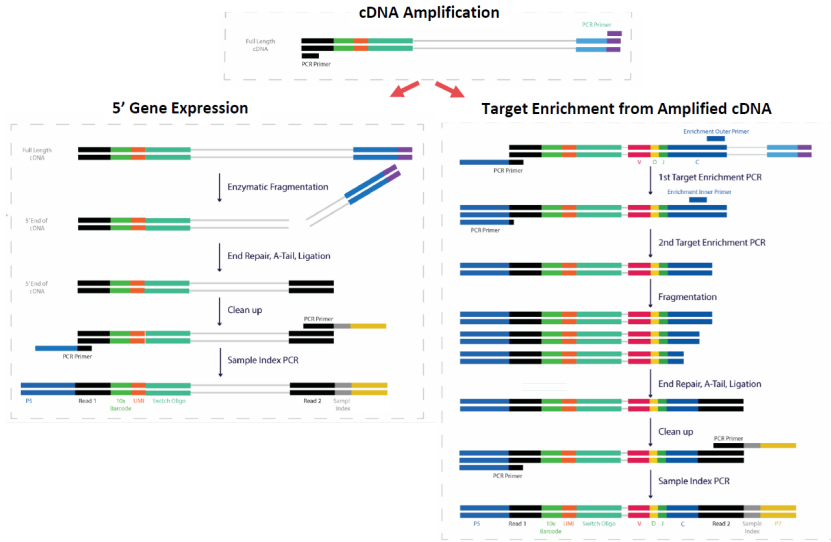 cDNA Amplification
PCR Primer
Full Length
cDNA
PCR Primer
5' Gene Expression
Full Length
cDNA
Enzymatic Fragmentation
5'End of
cDNA
End Repair, A-Tail, Ligation
5'End of
cDNA
Clean up
PCR Primer
PCR Primer
Sample Index PCR
P5
Read 1
10x
Barcode
UMI
Switch Oligo
Read 2
Sampl
Index
Target Enrichment from Amplified cDNA
Enrichment Outer Primer
V
D
J
C
PCR Primer
1st Target Enrichment PCR
Enrichment Inner Primer
PCR Primer
2nd Target Enrichment PCR
Fragmentation
End Repair, A-Tail, Ligation
Clean up
PCR Primer
PCR Primer
Sample Index PCR
P5
Read 1
10x
Barcode
UMI
Switch Oligo
V
D
J
C
Read 2
Sample
Index
P7